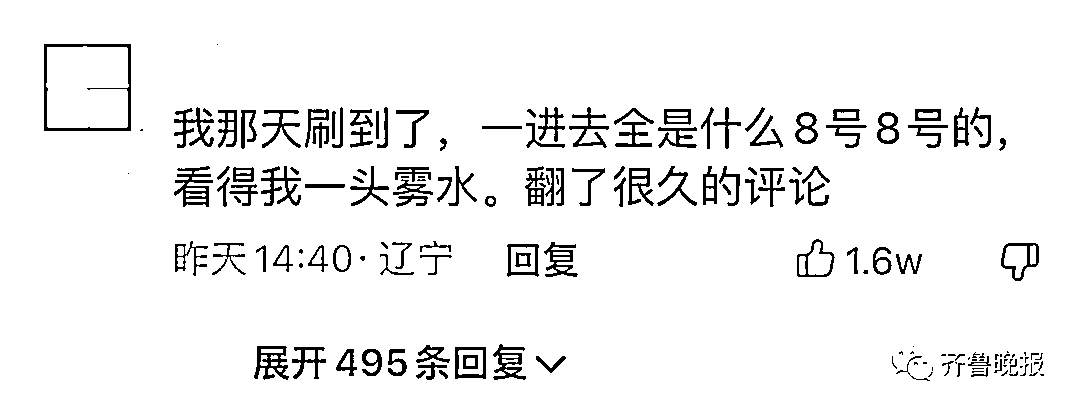 我那天刷到了，一进去全是什么8号8号的，
看得我一头雾水。翻了很久的评论
昨天14:40·辽宁 回复 1.6w
展开495条回复
齐鲁晚报